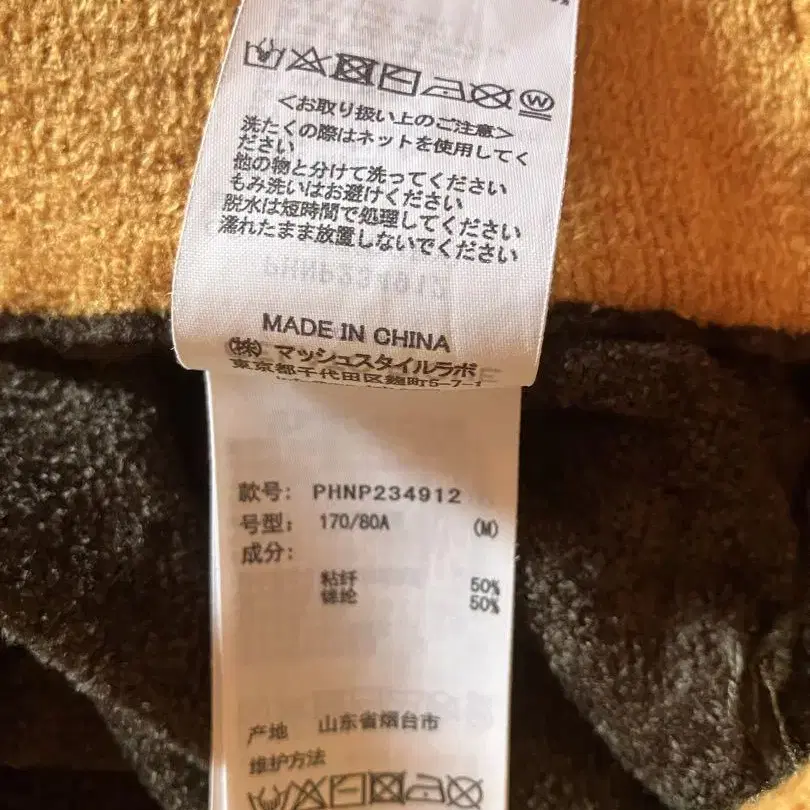 <お取り扱い上のご注意>
洗たくの際はネットを使用してく
ださい
他の物と分けて洗ってください
もみ洗いはお避けください
脱水は短時間で処理してください
濡れたまま放置しないでください
MADE IN CHINA
(株) マッシュスタイルラボ
東京都千代田区麹町5-7-1
款号: PHNP234912
号型: 170/80A (M)
成分:
粘纤 50%
锦纶 50%
产地 山东省烟台市
维护方法